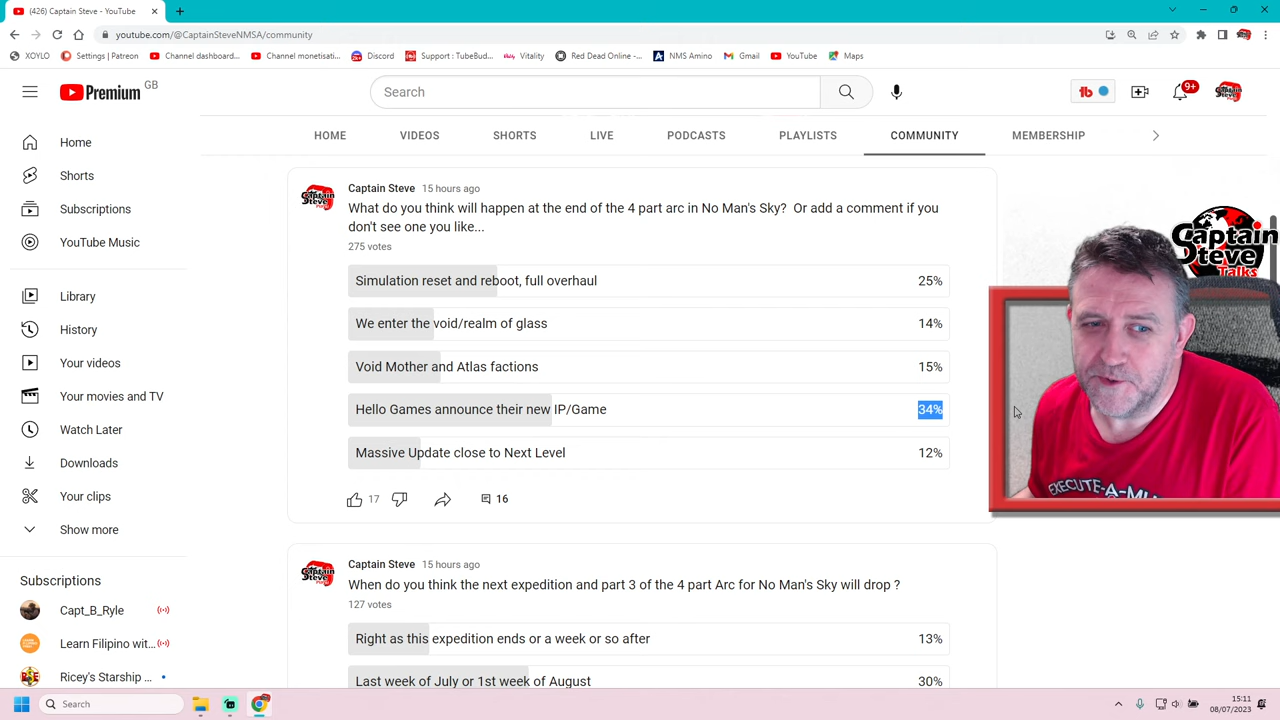 (426) Captain Steve - YouTube
youtube.com/@CaptainSteveNMSA/community
XOYLO
Settings | Patreon
Channel dashboard...
Channel monetisati...
Discord
Support : TubeBud...
Vitality
Red Dead Online -...
NMS Amino
Gmail
YouTube
Maps
Premium GB
Search
tb
9+
HOME
VIDEOS
SHORTS
LIVE
PODCASTS
PLAYLISTS
COMMUNITY
MEMBERSHIP
Home
Shorts
Subscriptions
YouTube Music
Library
History
Your videos
Your movies and TV
Watch Later
Downloads
Your clips
Show more
Subscriptions
Capt_B_Ryle
Learn Filipino wit...
Ricey's Starship ...
Captain Steve 15 hours ago
What do you think will happen at the end of the 4 part arc in No Man's Sky? Or add a comment if you
don't see one you like...
275 votes
Simulation reset and reboot, full overhaul 25%
We enter the void/realm of glass 14%
Void Mother and Atlas factions 15%
Hello Games announce their new IP/Game 34%
Massive Update close to Next Level 12%
17
16
Captain Steve 15 hours ago
When do you think the next expedition and part 3 of the 4 part Arc for No Man's Sky will drop ?
127 votes
Right as this expedition ends or a week or so after 13%
Last week of July or 1st week of August 30%
Captain
Steve
Talks
Search
15:11
08/07/2023